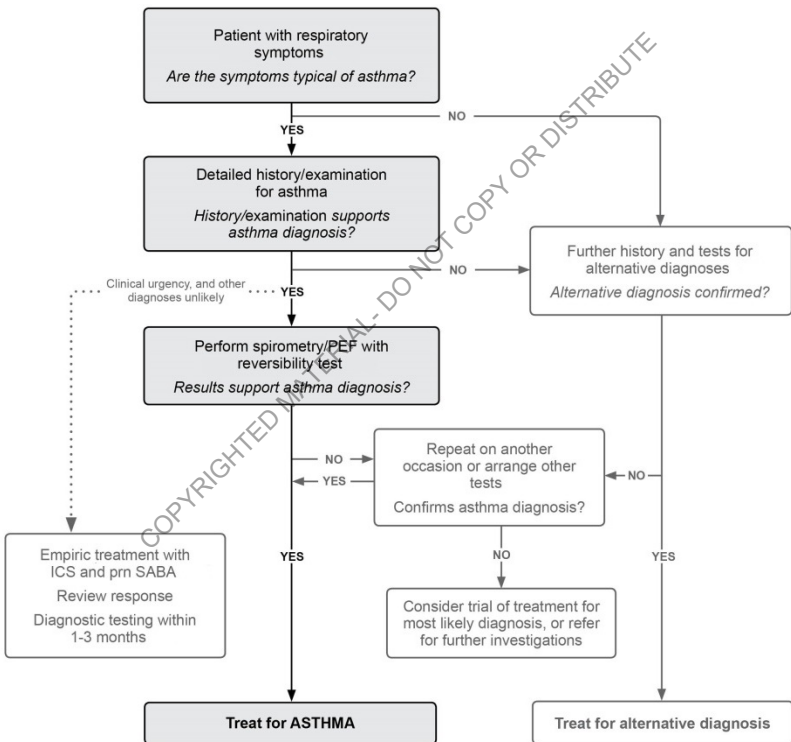 Patient with respiratory
symptoms
Are the symptoms typical of asthma?
NO
YES
Detailed history/examination
for asthma
History/examination supports
asthma diagnosis?
NO
Further history and tests for
alternative diagnoses
Alternative diagnosis confirmed?
Clinical urgency, and other
diagnoses unlikely
YES
Perform spirometry/PEF with
reversibility test
Results support asthma diagnosis?
NO
YES
Repeat on another
occasion or arrange other
tests
Confirms asthma diagnosis?
NO
YES
NO
YES
Empiric treatment with
ICS and prn SABA
Review response
Diagnostic testing within
1-3 months
Consider trial of treatment for
most likely diagnosis, or refer
for further investigations
Treat for ASTHMA
Treat for alternative diagnosis
COPYRIGHTED MATERIAL- DO NOT COPY OR DISTRIBUTE